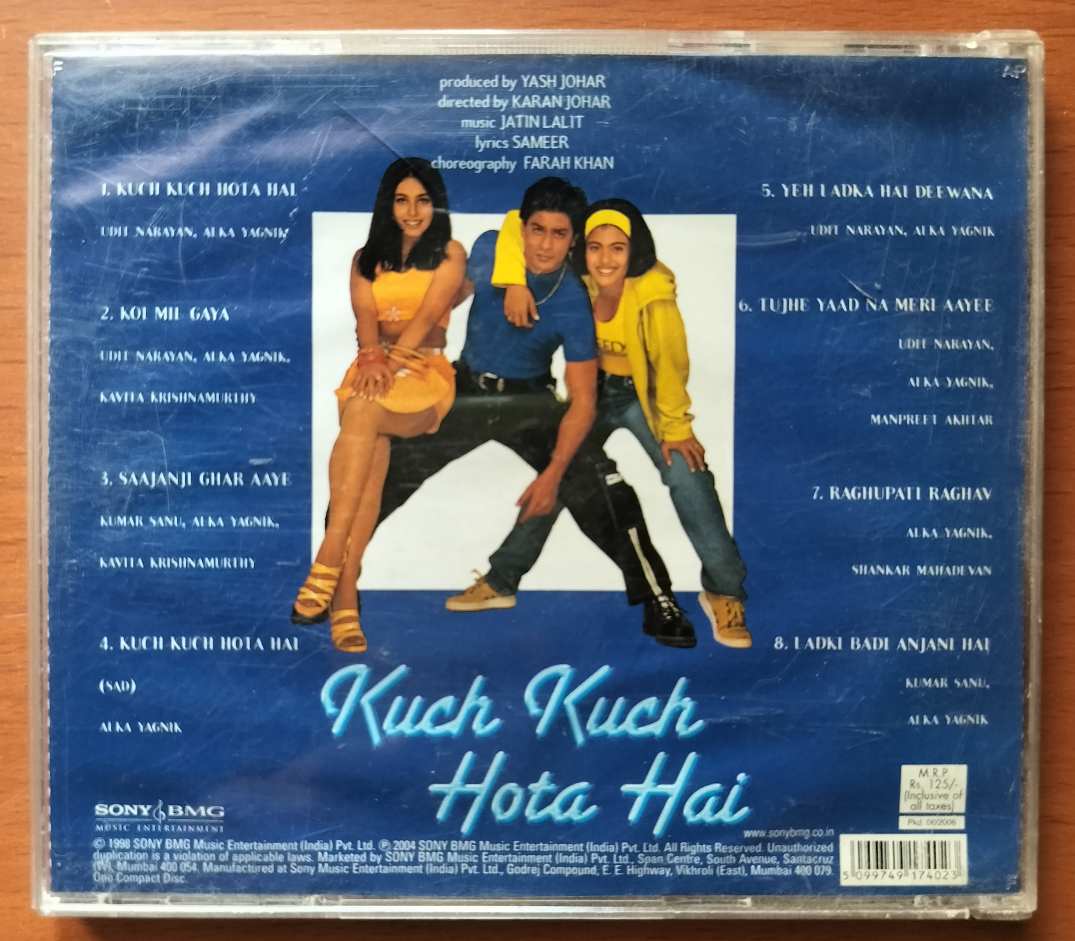 AP
produced by YASH JOHAR
directed by KARAN JOHAR
music JATIN LALIT
lyrics SAMEER
choreography FARAH KHAN
1. KUCH KUCH HOTA HAI
UDIT NARAYAN, ALKA YAGNIK
2. KOI MIL GAYA
UDIT NARAYAN, ALKA YAGNIK,
KAVITA KRISHNAMURTHY
3. SAAJANJI GHAR AAYE
KUMAR SANU, ALKA YAGNIK,
KAVITA KRISHNAMURTHY
4. KUCH KUCH HOTA HAI
(SAD)
ALKA YAGNIK
5. YEH LADKA HAI DEEWANA
UDIT NARAYAN, ALKA YAGNIK
6. TUJHE YAAD NA MERI AAYEE
UDIT NARAYAN,
ALKA YAGNIK,
MANPREET AKHTAR
7. RAGHUPATI RAGHAV
ALKA YAGNIK,
SHANKAR MAHADEVAN
8. LADKI BADI ANJANI HAI
KUMAR SANU,
ALKA YAGNIK
Kuch Kuch
Hota Hai
SONY BMG
MUSIC ENTERTAINMENT
M.R.P
Rs. 125/-
(Inclusive of
all taxes)
Pkd.
www.sonybmg.co.in
© 1998 SONY BMG Music Entertainment (India) Pvt. Ltd. ℗ 2004 SONY BMG Music Entertainment (India) Pvt. Ltd. All Rights Reserved. Unauthorized
duplication is a violation of applicable laws. Marketed by SONY BMG Music Entertainment (India) Pvt. Ltd., Span Centre, South Avenue, Santacruz
(W), Mumbai 400 054. Manufactured at Sony Music Entertainment (India) Pvt. Ltd., Godrej Compound, E. E. Highway, Vikhroli (East), Mumbai 400 079.
One Compact Disc.
5 099749 174023